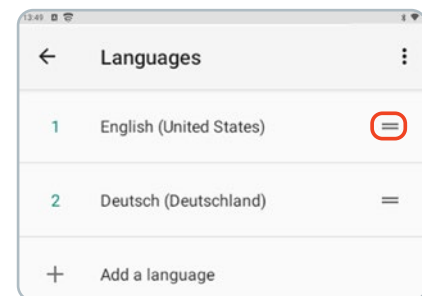 13:49
Languages
1 English (United States)
2 Deutsch (Deutschland)
+ Add a language